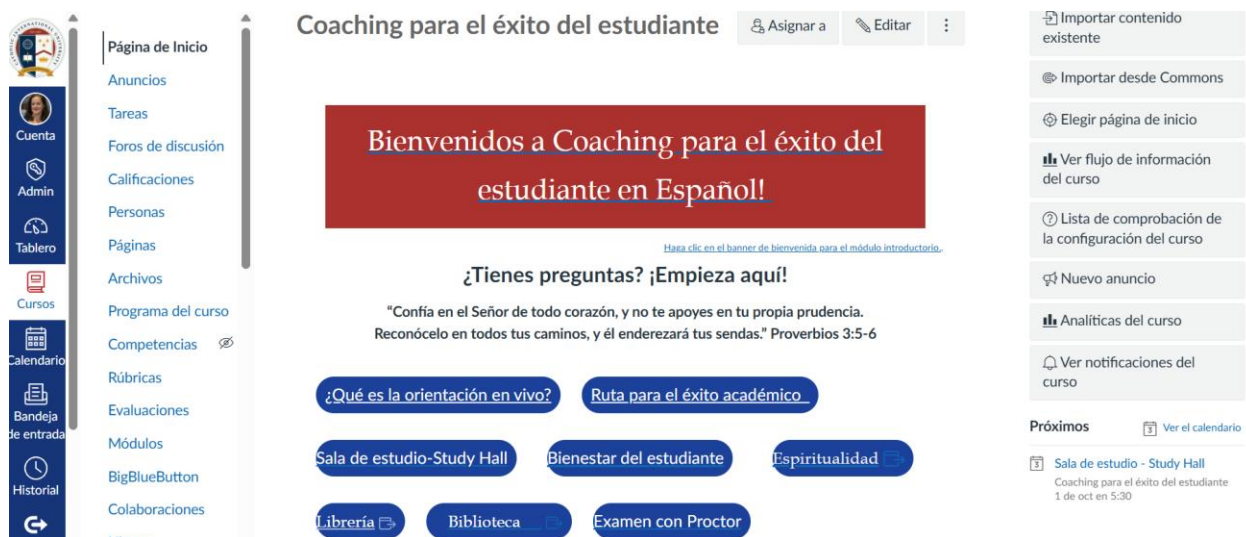 Cuenta
Admin
Tablero
Cursos
Calendario
Bandeja
de entrada
Historial
Página de Inicio
Anuncios
Tareas
Foros de discusión
Calificaciones
Personas
Páginas
Archivos
Programa del curso
Competencias
Rúbricas
Evaluaciones
Módulos
BigBlueButton
Colaboraciones
Coaching para el éxito del estudiante
Asignar a
Editar
Bienvenidos a Coaching para el éxito del
estudiante en Español!
Haga clic en el banner de bienvenida para el módulo introductorio.
¿Tienes preguntas? ¡Empieza aquí!
“Confía en el Señor de todo corazón, y no te apoyes en tu propia prudencia.
Reconócelo en todos tus caminos, y él enderezará tus sendas.” Proverbios 3:5-6
¿Qué es la orientación en vivo?
Ruta para el éxito académico
Sala de estudio-Study Hall
Bienestar del estudiante
Espiritualidad
Librería
Biblioteca
Examen con Proctor
Importar contenido
existente
Importar desde Commons
Elegir página de inicio
Ver flujo de información
del curso
Lista de comprobación de
la configuración del curso
Nuevo anuncio
Analíticas del curso
Ver notificaciones del
curso
Próximos
3 Ver el calendario
3 Sala de estudio - Study Hall
Coaching para el éxito del estudiante
1 de oct en 5:30